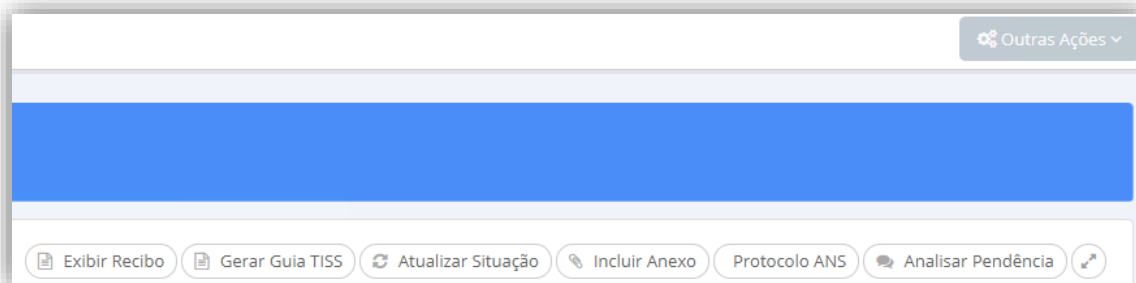 Outras Ações
Exibir Recibo Gerar Guia TISS Atualizar Situação Incluir Anexo Protocolo ANS Analisar Pendência